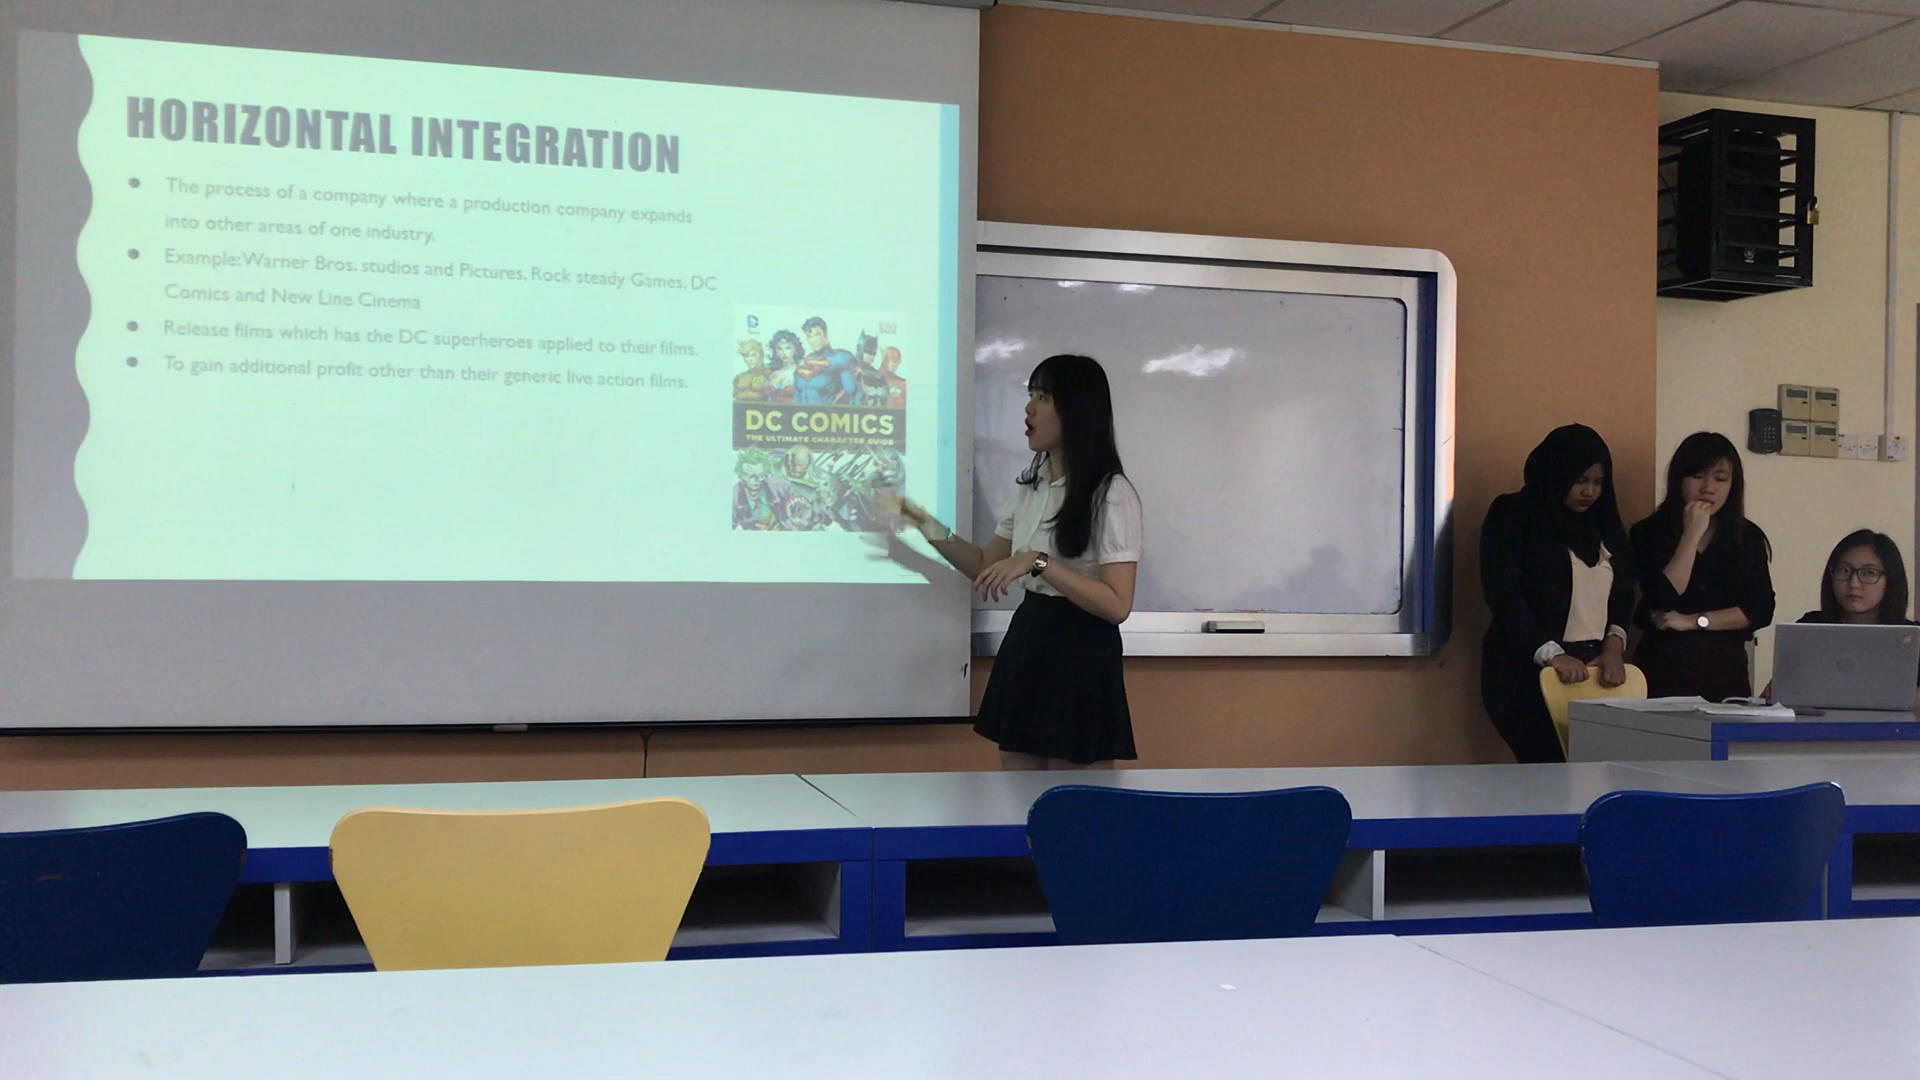 HORIZONTAL INTEGRATION
The process of a company where a production company expands
into other areas of one industry.
Example: Warner Bros. studios and Pictures, Rock steady Games, DC
Comics and New Line Cinema
Release films which has the DC superheroes applied to their films.
To gain additional profit other than their generic live action films.
DC COMICS
THE ULTIMATE CHARACTER GUIDE